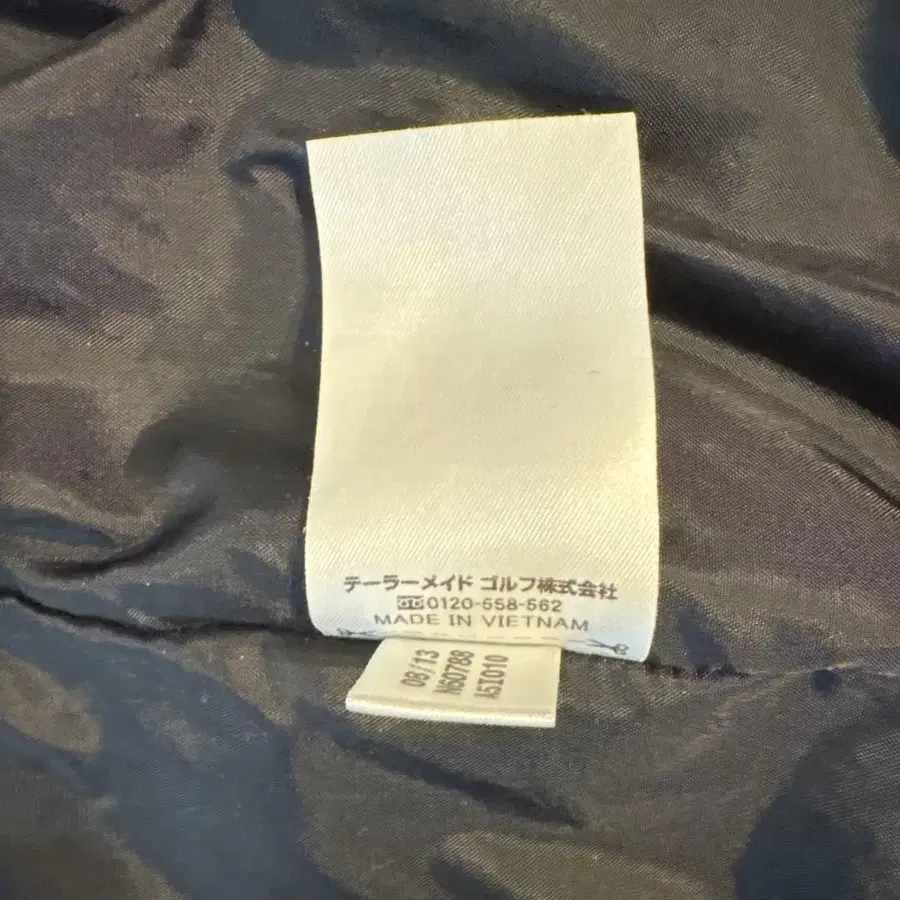 テーラーメイド ゴルフ株式会社
0120-558-562
MADE IN VIETNAM
08/13
N60788
A5I010